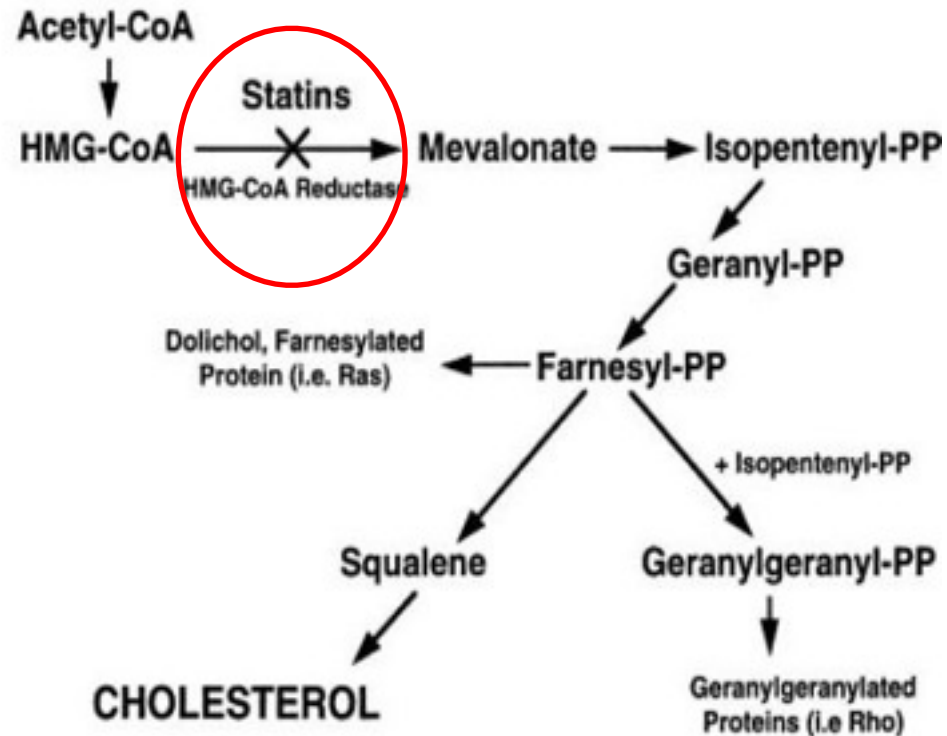 Acetyl-CoA
Statins
HMG-CoA
Mevalonate
Isopentenyl-PP
HMG-CoA Reductase
Geranyl-PP
Dolichol, Farnesylated
Protein (i.e. Ras)
Farnesyl-PP
+ Isopentenyl-PP
Squalene
Geranylgeranyl-PP
CHOLESTEROL
Geranylgeranylated
Proteins (i.e Rho)